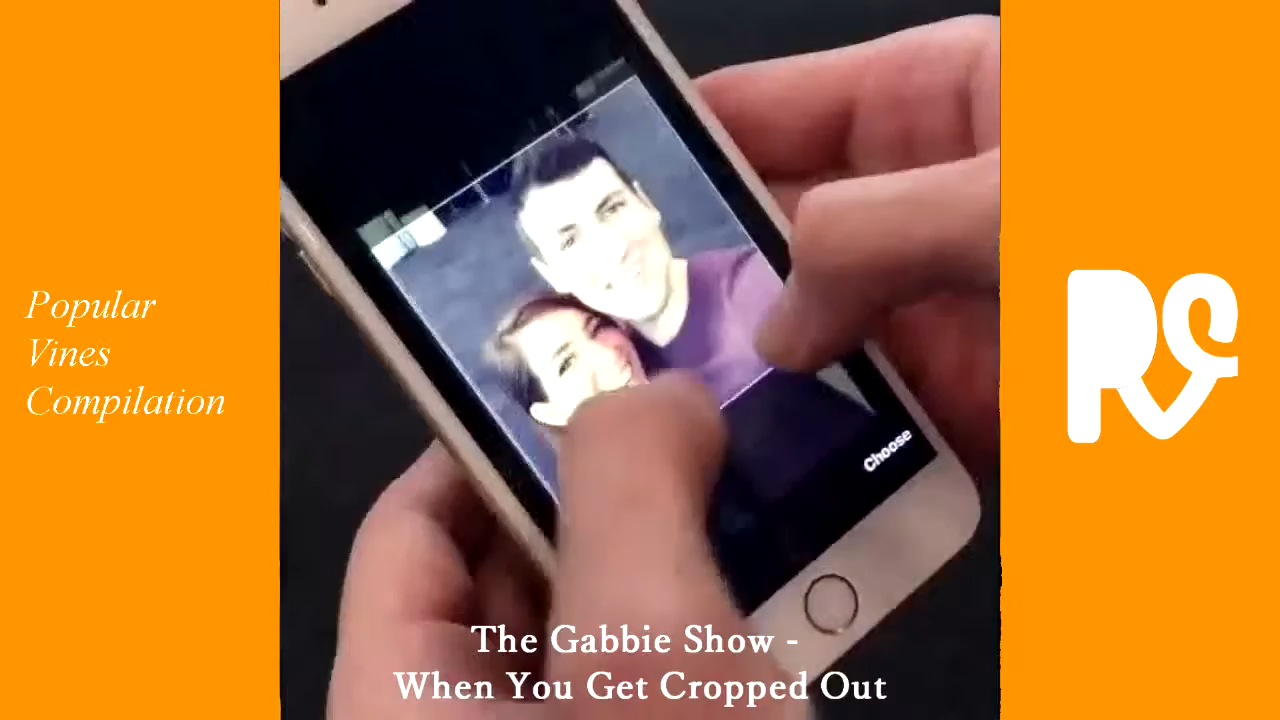 Popular
Vines
Compilation
Choose
The Gabbie Show -
When You Get Cropped Out